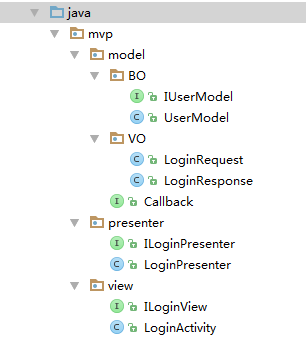 java
mvp
model
BO
IUserModel
UserModel
VO
LoginRequest
LoginResponse
Callback
presenter
ILoginPresenter
LoginPresenter
view
ILoginView
LoginActivity